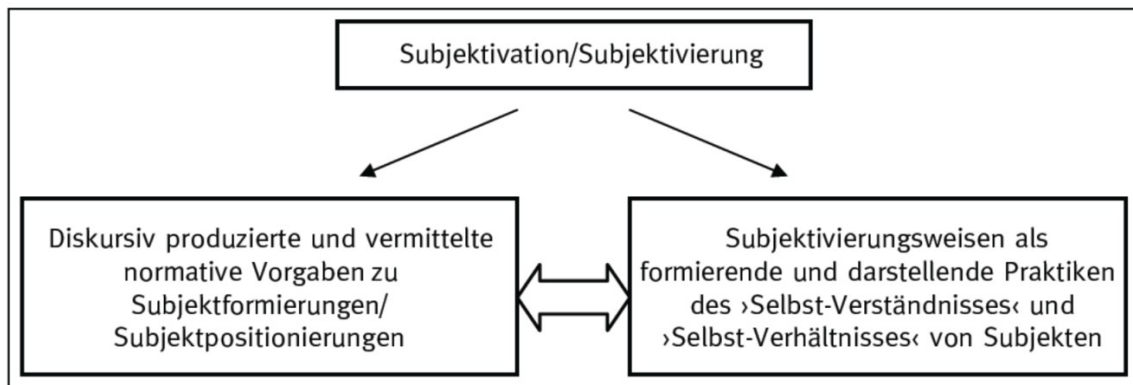 Subjektivation/Subjektivierung
Diskursiv produzierte und vermittelte
normative Vorgaben zu
Subjektformierungen/
Subjektpositionierungen
Subjektivierungsweisen als
formierende und darstellende Praktiken
des ›Selbst-Verständnisses‹ und
›Selbst-Verhältnisses‹ von Subjekten